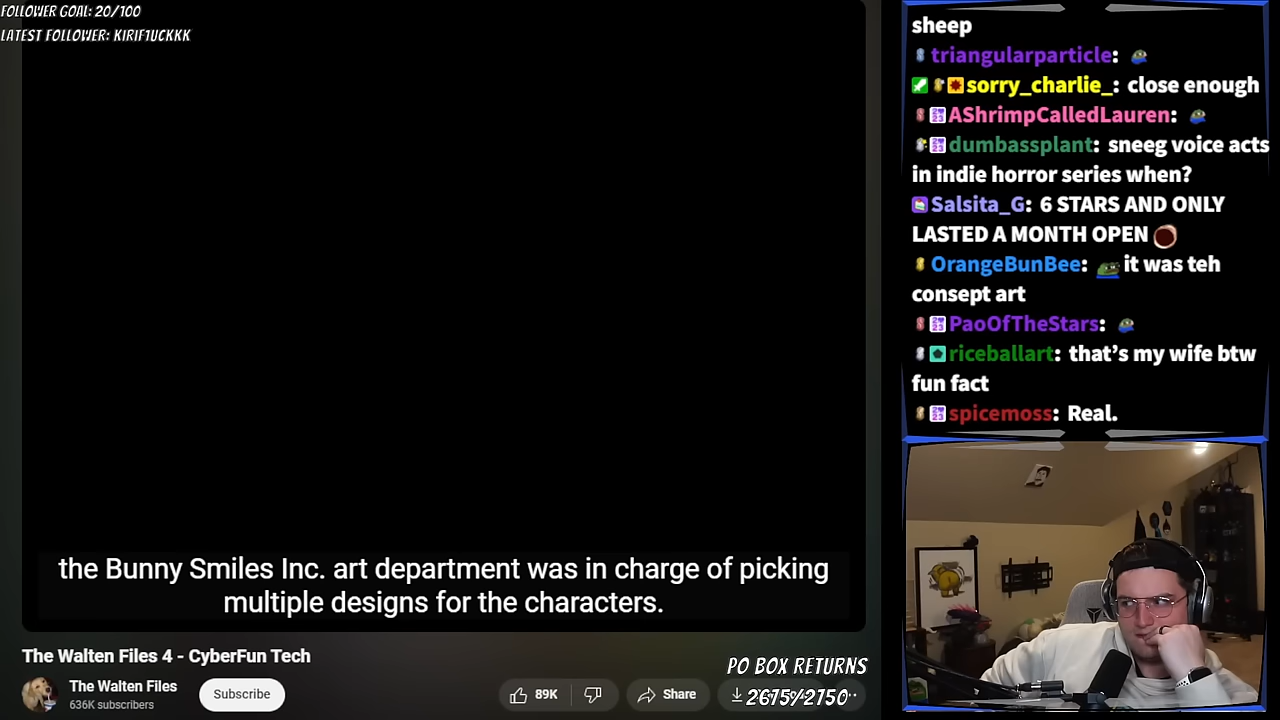 FOLLOWER GOAL: 20/100
LATEST FOLLOWER: KIRIF1UCKKK
the Bunny Smiles Inc. art department was in charge of picking
multiple designs for the characters.
The Walten Files 4 - CyberFun Tech
The Walten Files
636K subscribers
Subscribe
89K
Share
PO BOX RETURNS
2675/2750
sheep
triangularparticle:
sorry_charlie_: close enough
AShrimpCalledLauren:
dumbassplant: sneeg voice acts
in indie horror series when?
Salsita_G: 6 STARS AND ONLY
LASTED A MONTH OPEN
OrangeBunBee: it was teh
consept art
PaoOfTheStars:
riceballart: that's my wife btw
fun fact
spicemoss: Real.